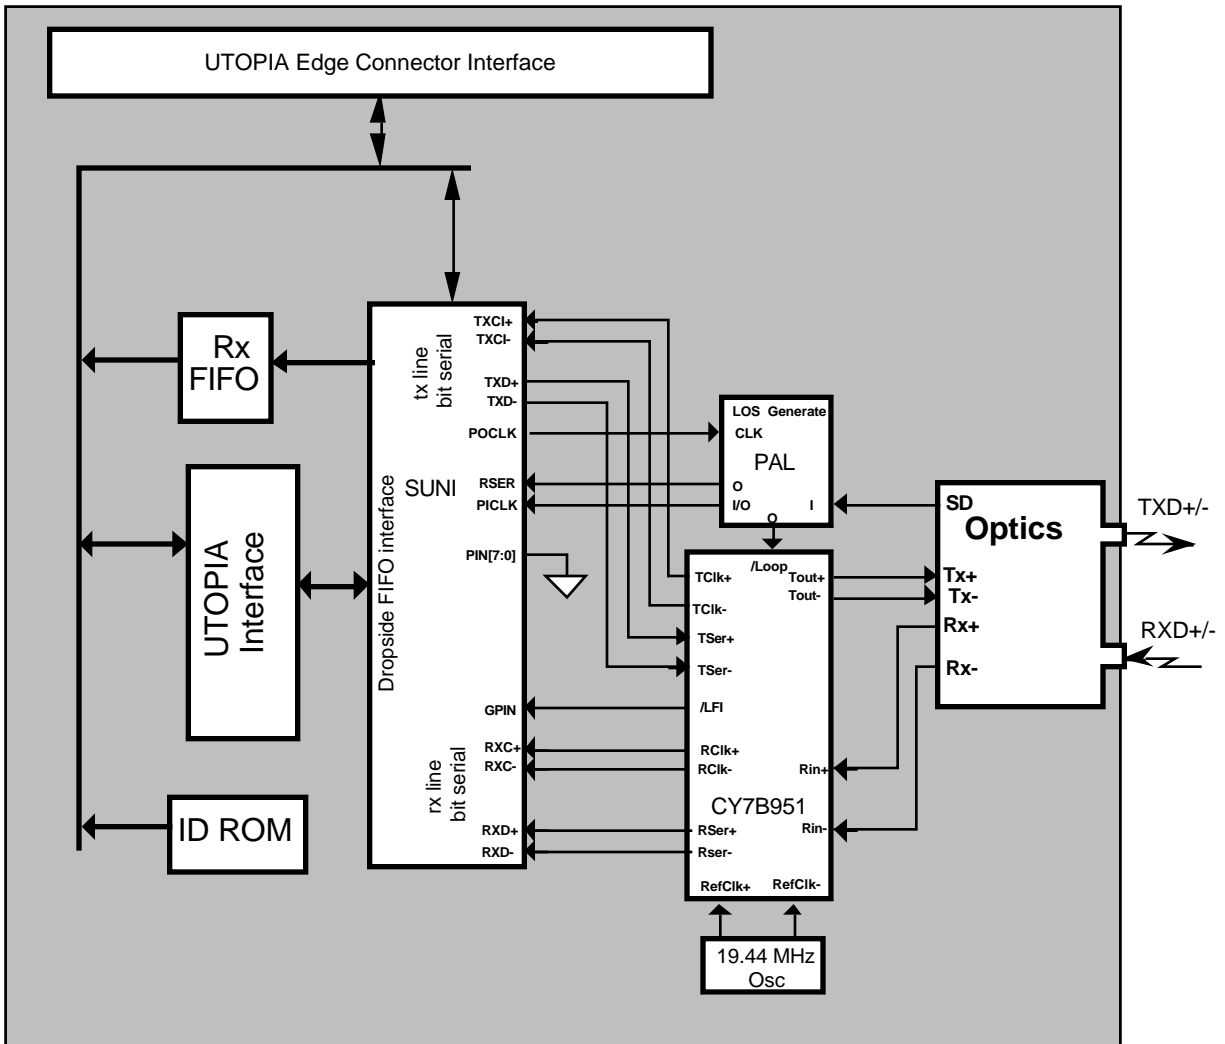 UTOPIA Edge Connector Interface
Rx
FIFO
UTOPIA
Interface
ID ROM
Dropside FIFO interface
tx line
bit serial
SUNI
rx line
bit serial
TXCI+
TXCI-
TXD+
TXD-
POCLK
RSER
PICLK
PIN[7:0]
GPIN
RXC+
RXC-
RXD+
RXD-
LOS Generate
CLK
PAL
O
I/O
I
O
/Loop
TClk+
Tout+
Tout-
TClk-
TSer+
TSer-
/LFI
RClk+
RClk-
Rin+
CY7B951
RSer+
Rin-
Rser-
RefClk+
RefClk-
19.44 MHz
Osc
SD
Optics
Tx+
Tx-
Rx+
Rx-
TXD+/-
RXD+/-